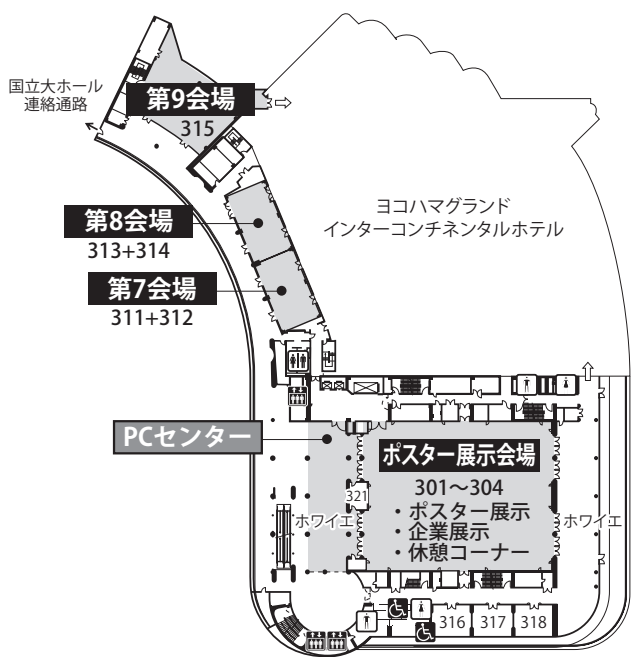 国立大ホール
連絡通路
第9会場
315
ヨコハマグランド
インターコンチネンタルホテル
第8会場
313+314
第7会場
311+312
PCセンター
ポスター展示会場
301〜304
・ポスター展示
・企業展示
・休憩コーナー
321
ホワイエ
ホワイエ
316
317
318